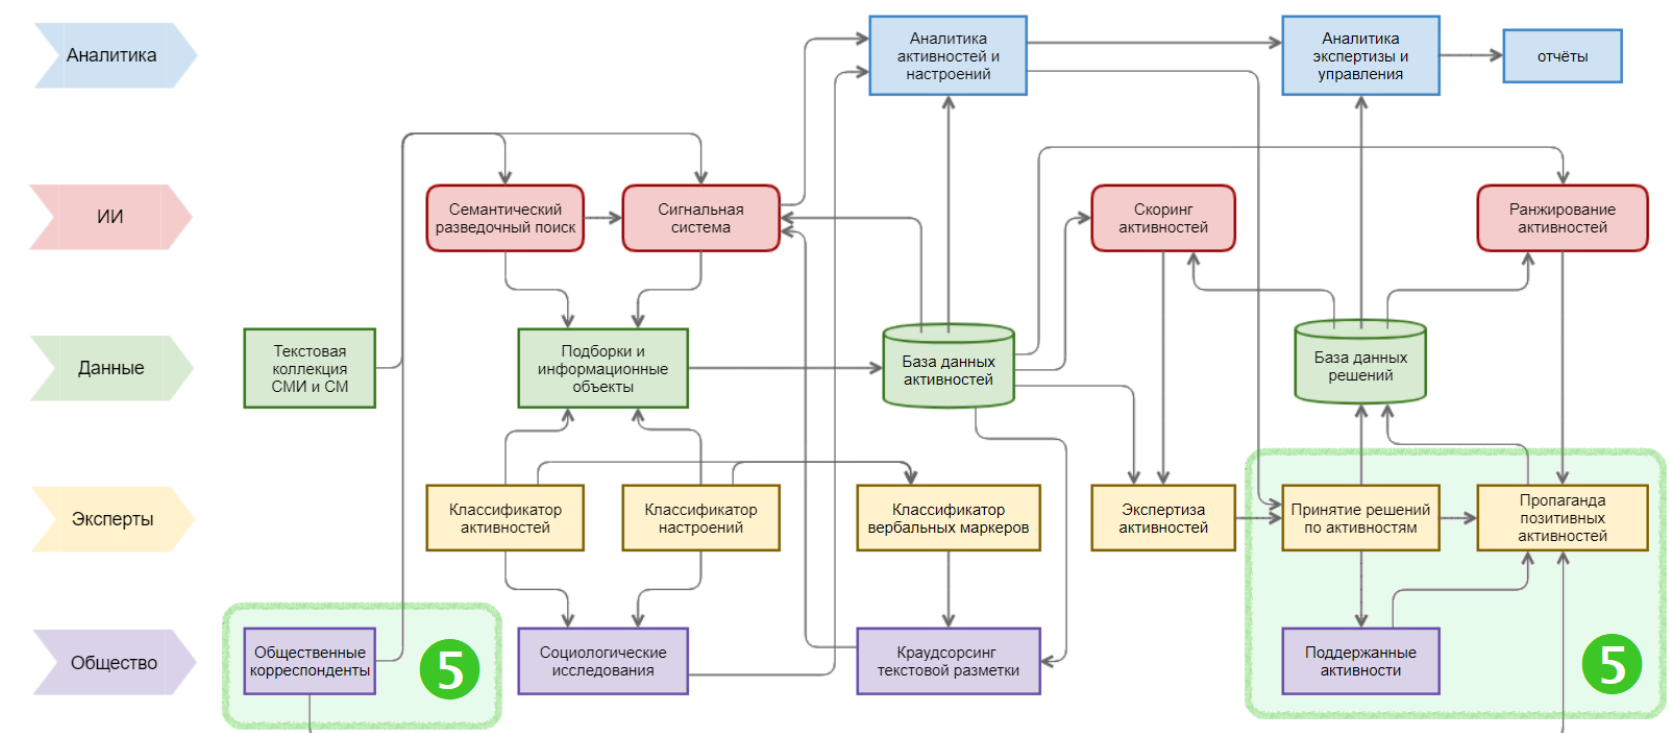 Аналитика
Аналитика
активностей и
настроений
Аналитика
экспертизы и
управления
отчёты
ИИ
Семантический
разведочный поиск
Сигнальная
система
Скоринг
активностей
Ранжирование
активностей
Данные
Текстовая
коллекция
СМИ и СМ
Подборки и
информационные
объекты
База данных
активностей
База данных
решений
Эксперты
Классификатор
активностей
Классификатор
настроений
Классификатор
вербальных маркеров
Экспертиза
активностей
Принятие решений
по активностям
Пропаганда
позитивных
активностей
Общество
Общественные
корреспонденты
5
Социологические
исследования
Краудсорсинг
текстовой разметки
Поддержанные
активности
5